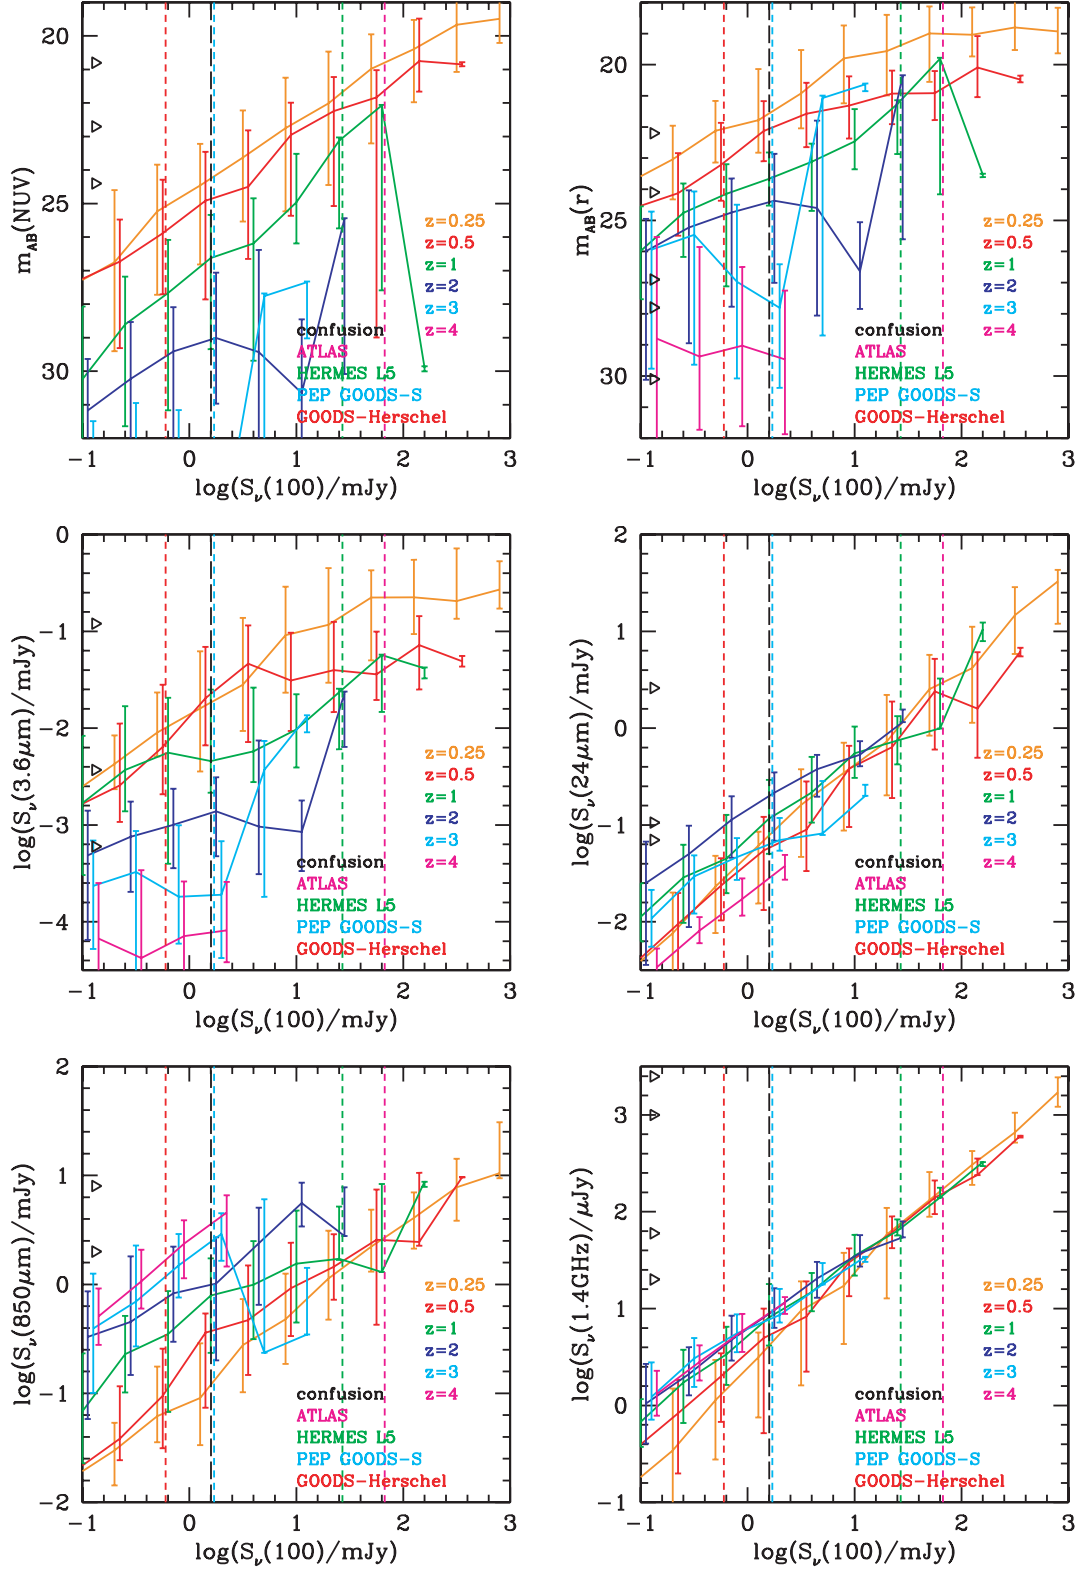 20
25
30
m_AB(NUV)
z=0.25
z=0.5
z=1
z=2
z=3
z=4
confusion
ATLAS
HERMES L5
PEP GOODS-S
GOODS-Herschel
-1 0 1 2 3
log(S_ν(100)/mJy)
20
25
30
m_AB(r)
z=0.25
z=0.5
z=1
z=2
z=3
z=4
confusion
ATLAS
HERMES L5
PEP GOODS-S
GOODS-Herschel
-1 0 1 2 3
log(S_ν(100)/mJy)
0
-1
-2
-3
-4
log(S_ν(3.6μm)/mJy)
z=0.25
z=0.5
z=1
z=2
z=3
z=4
confusion
ATLAS
HERMES L5
PEP GOODS-S
GOODS-Herschel
-1 0 1 2 3
log(S_ν(100)/mJy)
2
1
0
-1
-2
log(S_ν(24μm)/mJy)
z=0.25
z=0.5
z=1
z=2
z=3
z=4
confusion
ATLAS
HERMES L5
PEP GOODS-S
GOODS-Herschel
-1 0 1 2 3
log(S_ν(100)/mJy)
2
1
0
-1
-2
log(S_ν(850μm)/mJy)
z=0.25
z=0.5
z=1
z=2
z=3
z=4
confusion
ATLAS
HERMES L5
PEP GOODS-S
GOODS-Herschel
-1 0 1 2 3
log(S_ν(100)/mJy)
3
2
1
0
-1
log(S_ν(1.4GHz)/μJy)
z=0.25
z=0.5
z=1
z=2
z=3
z=4
confusion
ATLAS
HERMES L5
PEP GOODS-S
GOODS-Herschel
-1 0 1 2 3
log(S_ν(100)/mJy)